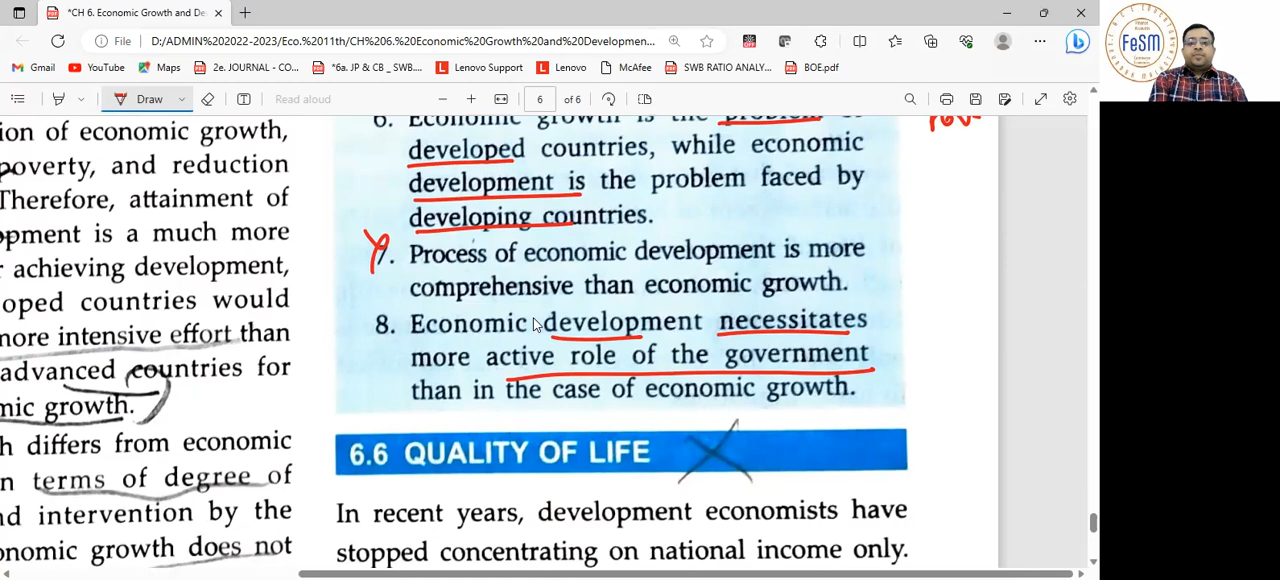 *CH 6. Economic Growth and De
File
D:/ADMIN%202022-2023/Eco.%2011th/CH%206.%20Economic%20Growth%20and%20Developmen...
Gmail
YouTube
Maps
2e. JOURNAL - CO...
*6a. JP & CB _ SWB....
Lenovo Support
Lenovo
McAfee
SWB RATIO ANALY...
BOE.pdf
Draw
Read aloud
6
of 6
FeSM
ion of economic growth,
poverty, and reduction
Therefore, attainment of
opment is a much more
r achieving development,
loped countries would
more intensive effort than
advanced countries for
mic growth.
h differs from economic
n terms of degree of
nd intervention by the
onomic growth does not
6. Economic growth is the problem of
developed countries, while economic
development is the problem faced by
developing countries.
7. Process of economic development is more
comprehensive than economic growth.
8. Economic development necessitates
more active role of the government
than in the case of economic growth.
6.6 QUALITY OF LIFE
In recent years, development economists have
stopped concentrating on national income only.